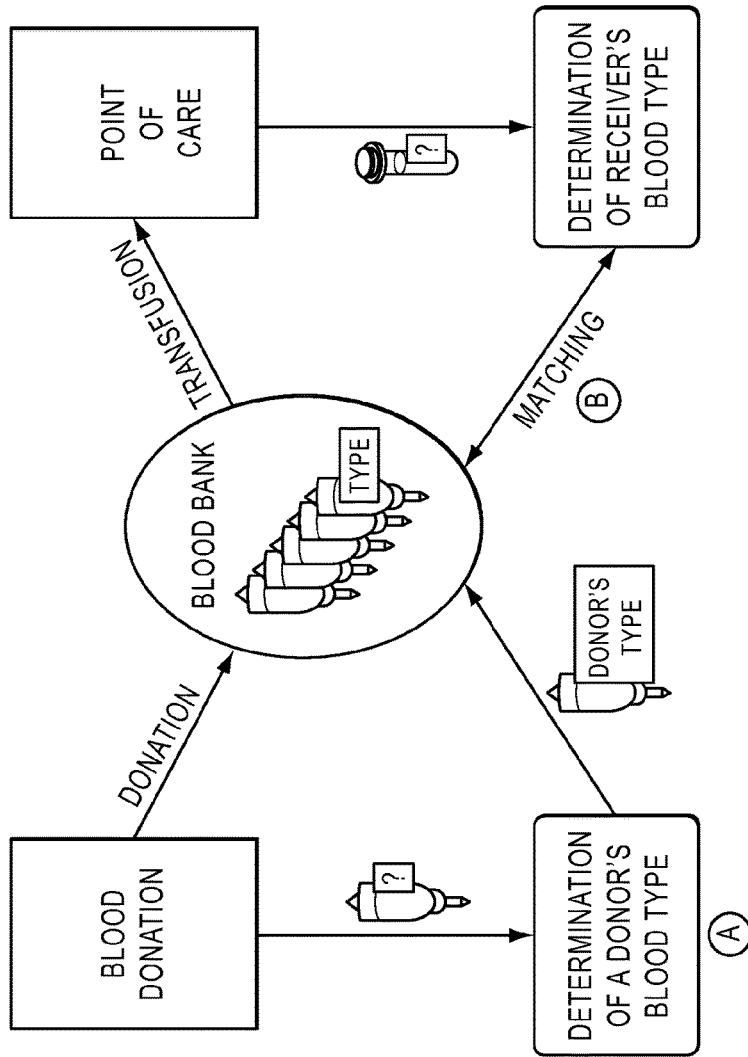 BLOOD
DONATION
DONATION
BLOOD BANK
TYPE
TRANSFUSION
POINT
OF
CARE
?
?
DETERMINATION
OF A DONOR'S
BLOOD TYPE
DONOR'S
TYPE
MATCHING
DETERMINATION
OF RECEIVER'S
BLOOD TYPE
A
B